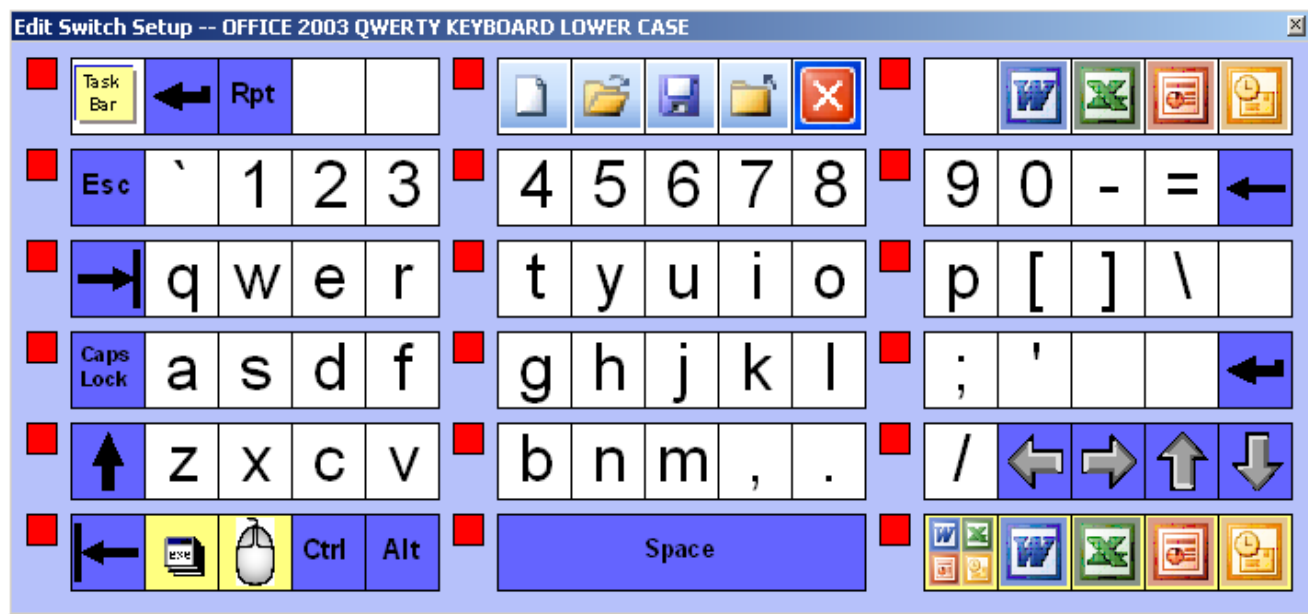 Edit Switch Setup -- OFFICE 2003 QWERTY KEYBOARD LOWER CASE
Task Bar Rpt W X
Esc ` 1 2 3 4 5 6 7 8 9 0 - =
q w e r t y u i o p [ ] \
Caps Lock a s d f g h j k l ; '
z x c v b n m , . /
exe Ctrl Alt Space W X W X